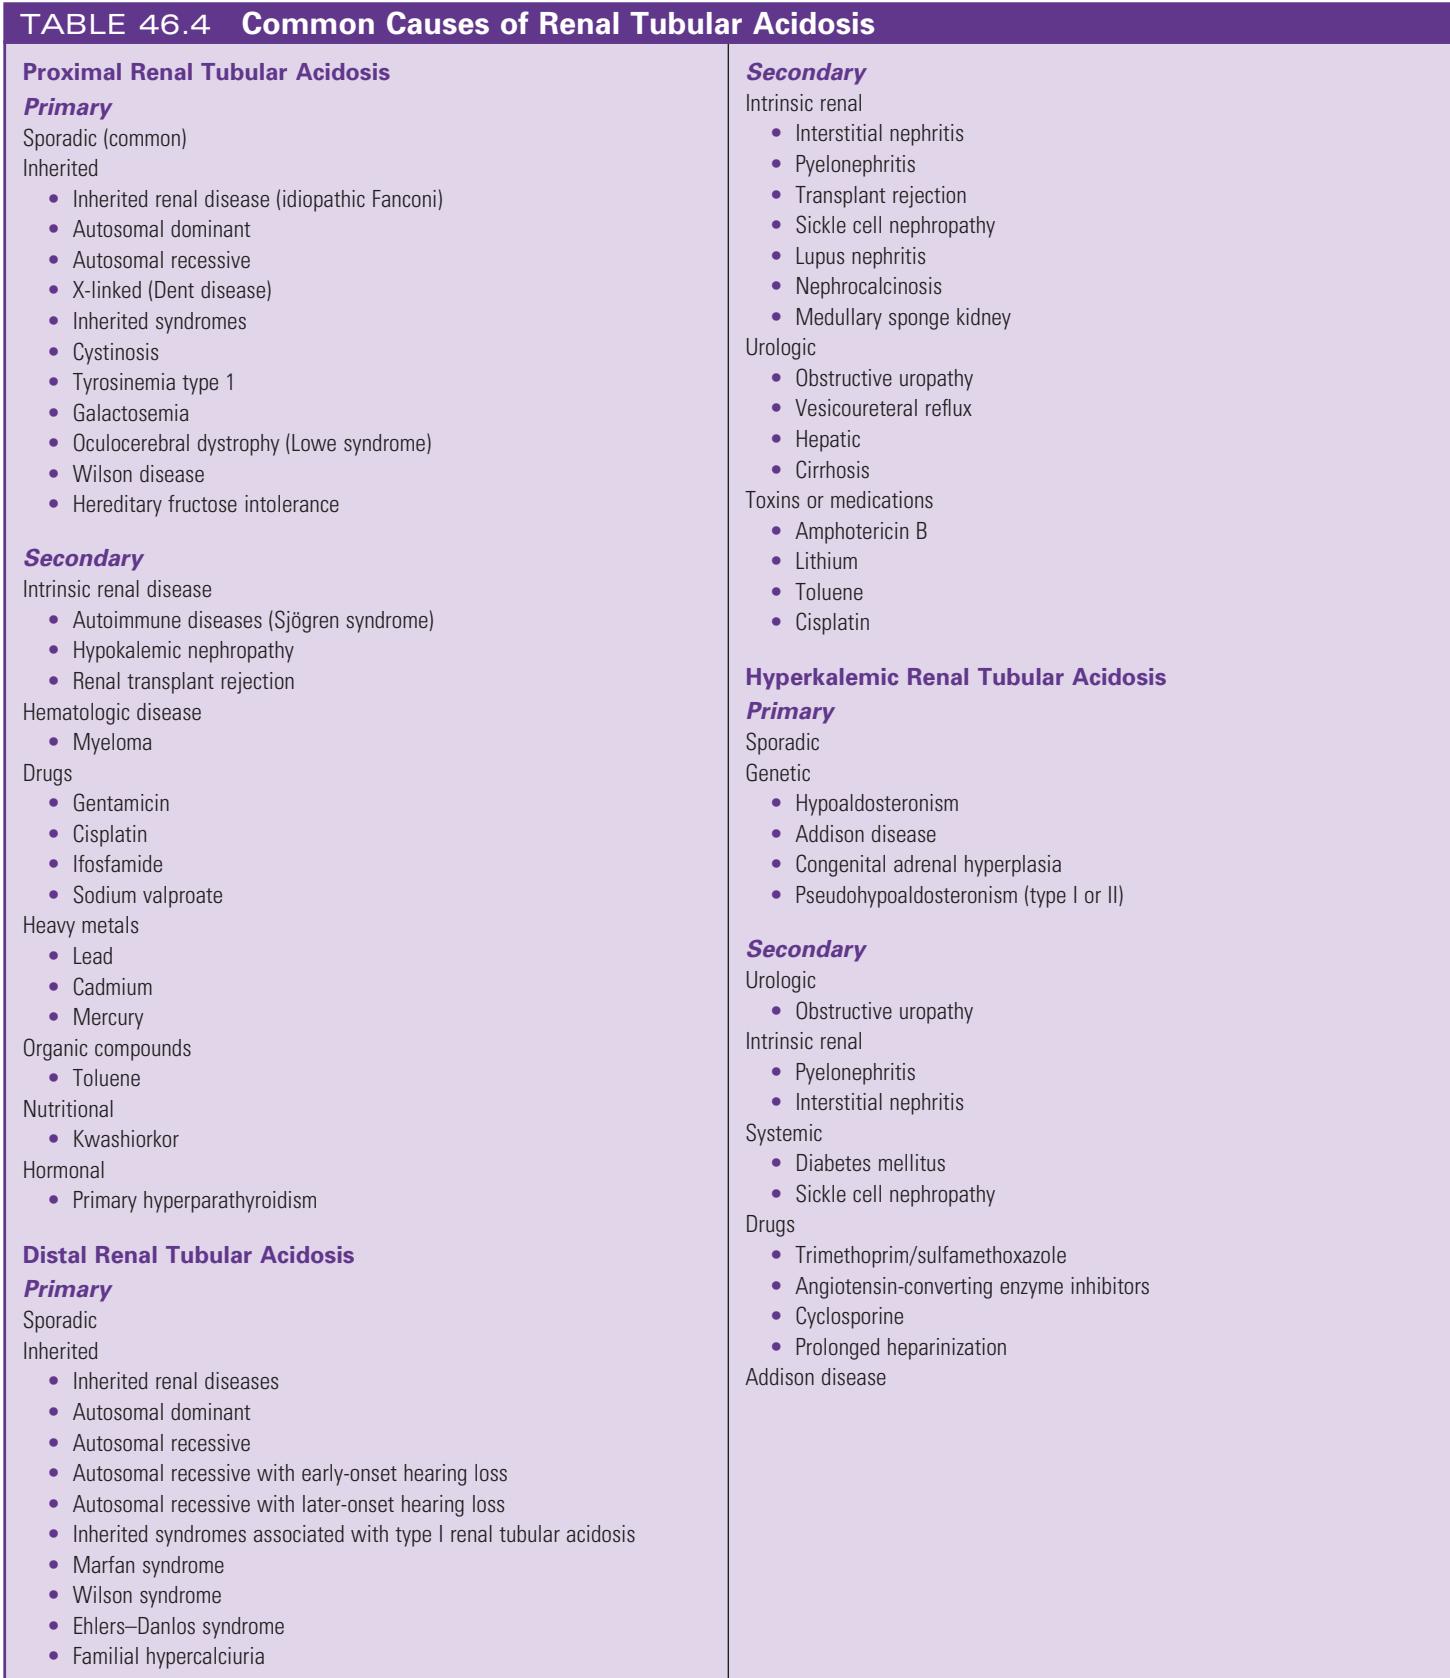 TABLE 46.4 Common Causes of Renal Tubular Acidosis
Proximal Renal Tubular Acidosis
Primary
Sporadic (common)
Inherited
• Inherited renal disease (idiopathic Fanconi)
• Autosomal dominant
• Autosomal recessive
• X-linked (Dent disease)
• Inherited syndromes
• Cystinosis
• Tyrosinemia type 1
• Galactosemia
• Oculocerebral dystrophy (Lowe syndrome)
• Wilson disease
• Hereditary fructose intolerance
Secondary
Intrinsic renal disease
• Autoimmune diseases (Sjögren syndrome)
• Hypokalemic nephropathy
• Renal transplant rejection
Hematologic disease
• Myeloma
Drugs
• Gentamicin
• Cisplatin
• Ifosfamide
• Sodium valproate
Heavy metals
• Lead
• Cadmium
• Mercury
Organic compounds
• Toluene
Nutritional
• Kwashiorkor
Hormonal
• Primary hyperparathyroidism
Distal Renal Tubular Acidosis
Primary
Sporadic
Inherited
• Inherited renal diseases
• Autosomal dominant
• Autosomal recessive
• Autosomal recessive with early-onset hearing loss
• Autosomal recessive with later-onset hearing loss
• Inherited syndromes associated with type I renal tubular acidosis
• Marfan syndrome
• Wilson syndrome
• Ehlers–Danlos syndrome
• Familial hypercalciuria
Secondary
Intrinsic renal
• Interstitial nephritis
• Pyelonephritis
• Transplant rejection
• Sickle cell nephropathy
• Lupus nephritis
• Nephrocalcinosis
• Medullary sponge kidney
Urologic
• Obstructive uropathy
• Vesicoureteral reflux
• Hepatic
• Cirrhosis
Toxins or medications
• Amphotericin B
• Lithium
• Toluene
• Cisplatin
Hyperkalemic Renal Tubular Acidosis
Primary
Sporadic
Genetic
• Hypoaldosteronism
• Addison disease
• Congenital adrenal hyperplasia
• Pseudohypoaldosteronism (type I or II)
Secondary
Urologic
• Obstructive uropathy
Intrinsic renal
• Pyelonephritis
• Interstitial nephritis
Systemic
• Diabetes mellitus
• Sickle cell nephropathy
Drugs
• Trimethoprim/sulfamethoxazole
• Angiotensin-converting enzyme inhibitors
• Cyclosporine
• Prolonged heparinization
Addison disease